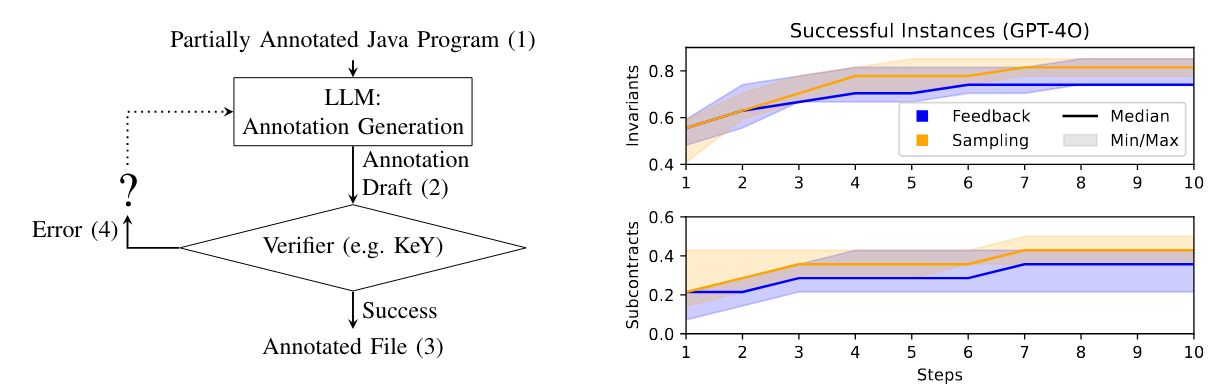 Partially Annotated Java Program (1)
LLM:
Annotation Generation
Annotation
Draft (2)
?
Error (4)
Verifier (e.g. KeY)
Success
Annotated File (3)
Successful Instances (GPT-4O)
Invariants
0.8
0.6
0.4
Feedback
Sampling
Median
Min/Max
1 2 3 4 5 6 7 8 9 10
Subcontracts
0.6
0.4
0.2
0.0
1 2 3 4 5 6 7 8 9 10
Steps